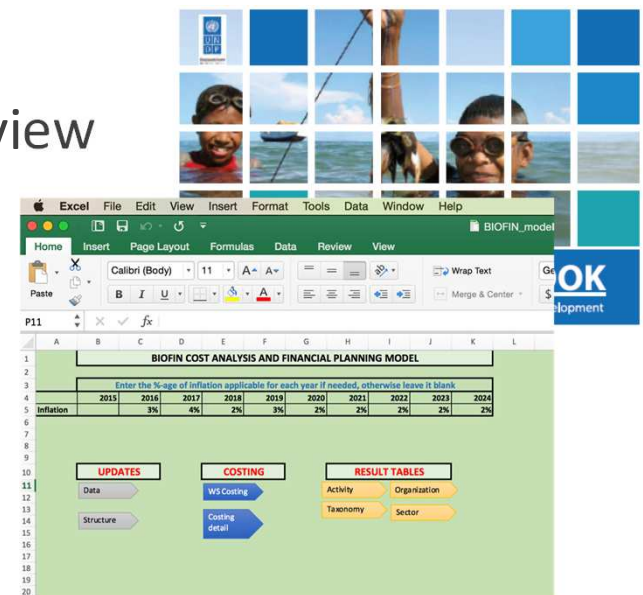 view
U N
D P
Excel File Edit View Insert Format Tools Data Window Help
BIOFIN_model
Home Insert Page Layout Formulas Data Review View
Paste
Calibri (Body) 11 A A
Wrap Text
Ge
B I U A
Merge & Center
$
OK
elopment
P11 fx
A B C D E F G H I J K L
1 BIOFIN COST ANALYSIS AND FINANCIAL PLANNING MODEL
2
3 Enter the %-age of inflation applicable for each year if needed, otherwise leave it blank
4 2015 2016 2017 2018 2019 2020 2021 2022 2023 2024
5 Inflation 3% 4% 2% 3% 2% 2% 2% 2% 2%
6
7
8
9
10 UPDATES COSTING RESULT TABLES
11 Data WS Costing Activity Organization
12
13 Taxonomy Sector
14 Structure Costing
15 detail
16
17
18
19
20